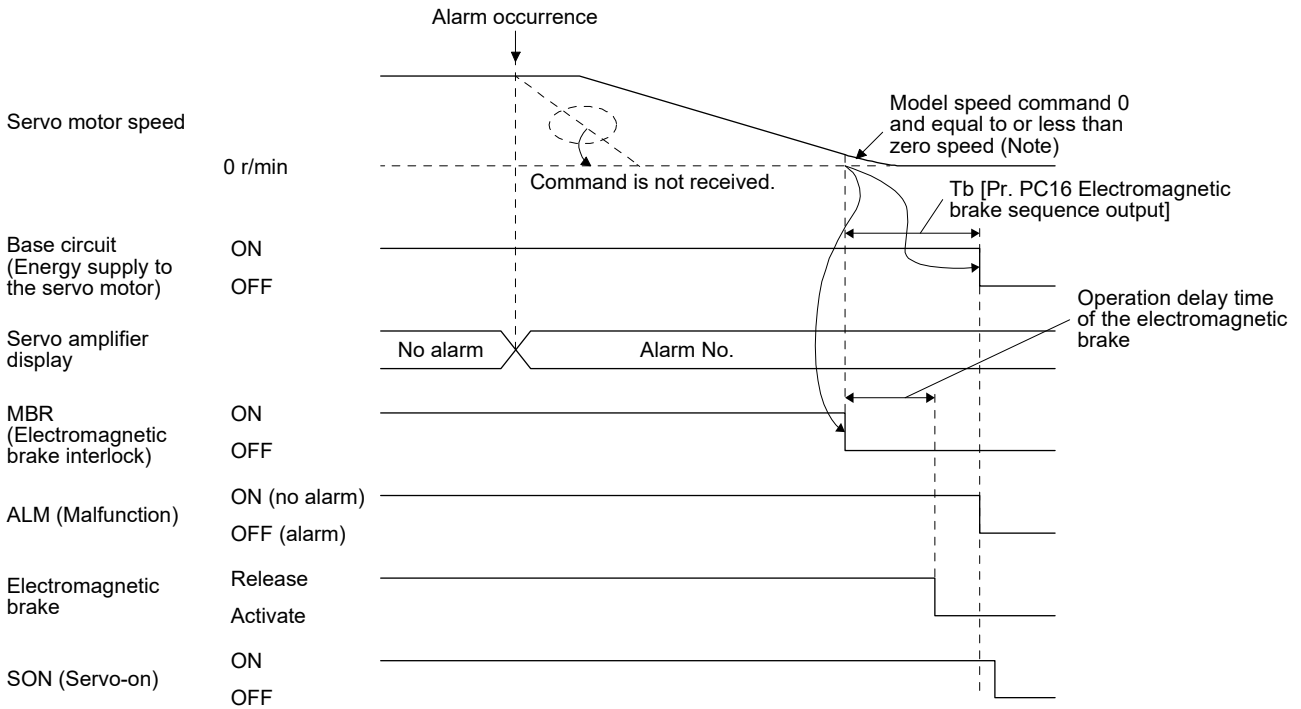 Alarm occurrence
Servo motor speed
0 r/min
Command is not received.
Model speed command 0
and equal to or less than
zero speed (Note)
Tb [Pr. PC16 Electromagnetic
brake sequence output]
Base circuit
(Energy supply to
the servo motor)
ON
OFF
Operation delay time
of the electromagnetic
brake
Servo amplifier
display
No alarm
Alarm No.
MBR
(Electromagnetic
brake interlock)
ON
OFF
ALM (Malfunction)
ON (no alarm)
OFF (alarm)
Electromagnetic
brake
Release
Activate
SON (Servo-on)
ON
OFF